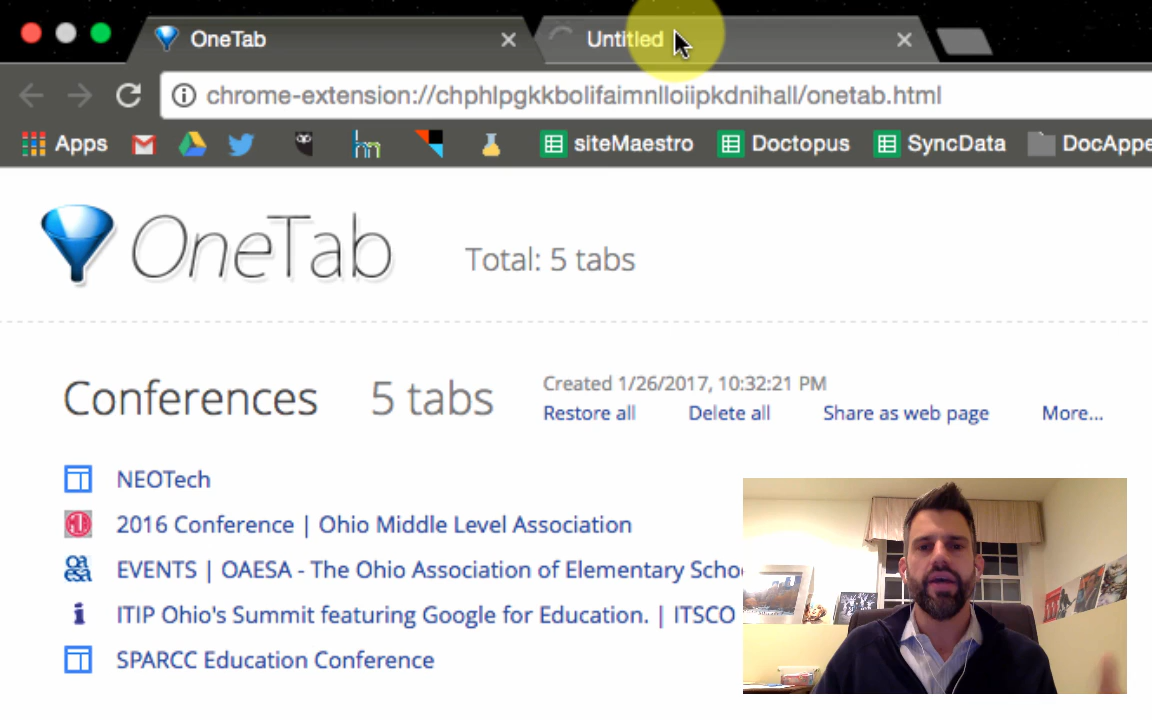 OneTab
Untitled
chrome-extension://chphlpgkkbolifaimnlloiipkdnihall/onetab.html
Apps siteMaestro Doctopus SyncData DocAppe
OneTab Total: 5 tabs
Conferences 5 tabs
Created 1/26/2017, 10:32:21 PM
Restore all Delete all Share as web page More...
NEOTech
2016 Conference | Ohio Middle Level Association
EVENTS | OAESA - The Ohio Association of Elementary Schoo
ITIP Ohio's Summit featuring Google for Education. | ITSCO
SPARCC Education Conference